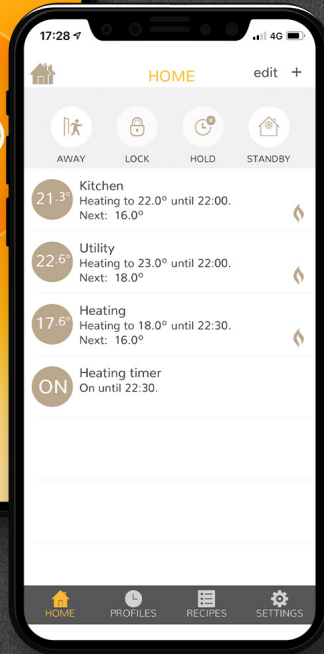 17:28
4G
HOME
edit +
AWAY
LOCK
HOLD
STANDBY
21.3°
Kitchen
Heating to 22.0° until 22:00.
Next: 16.0°
22.6°
Utility
Heating to 23.0° until 22:00.
Next: 18.0°
17.6°
Heating
Heating to 18.0° until 22:30.
Next: 16.0°
ON
Heating timer
On until 22:30.
HOME
PROFILES
RECIPES
SETTINGS